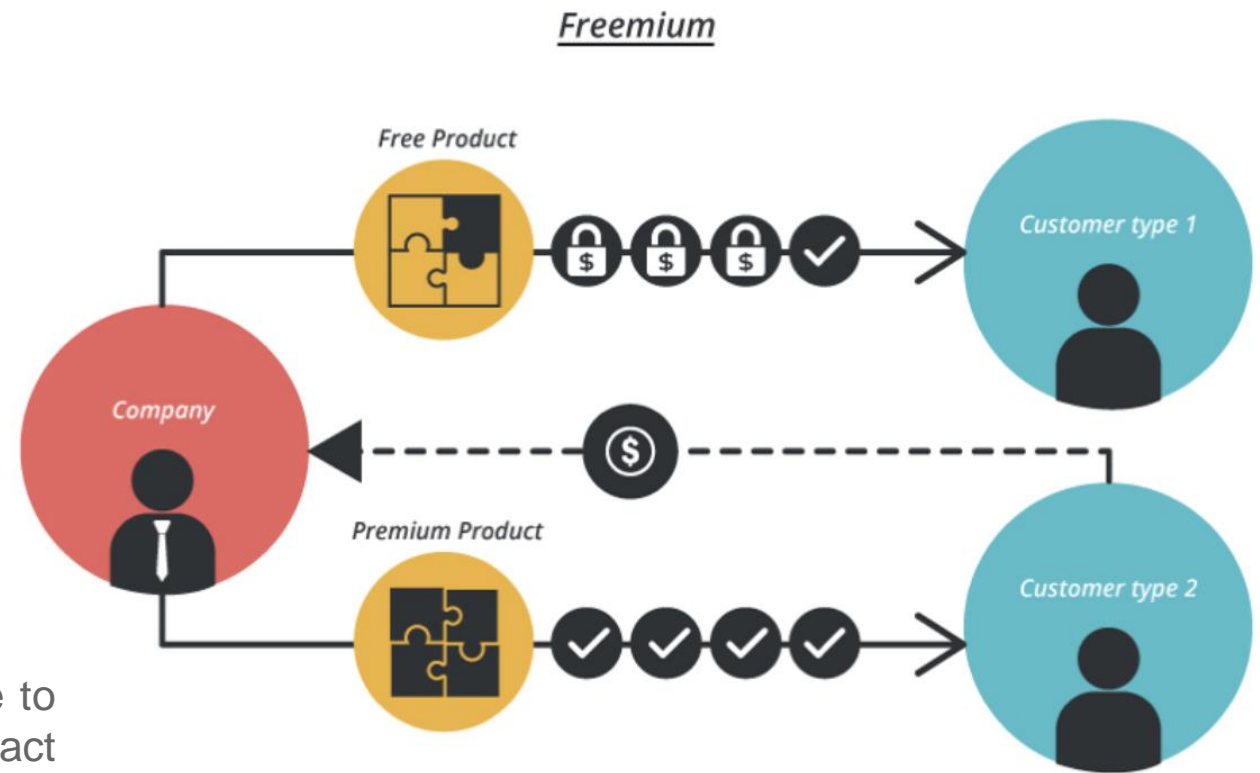 Freemium
Free Product
Customer type 1
$ $ $
Company
$
Premium Product
Customer type 2
to
act